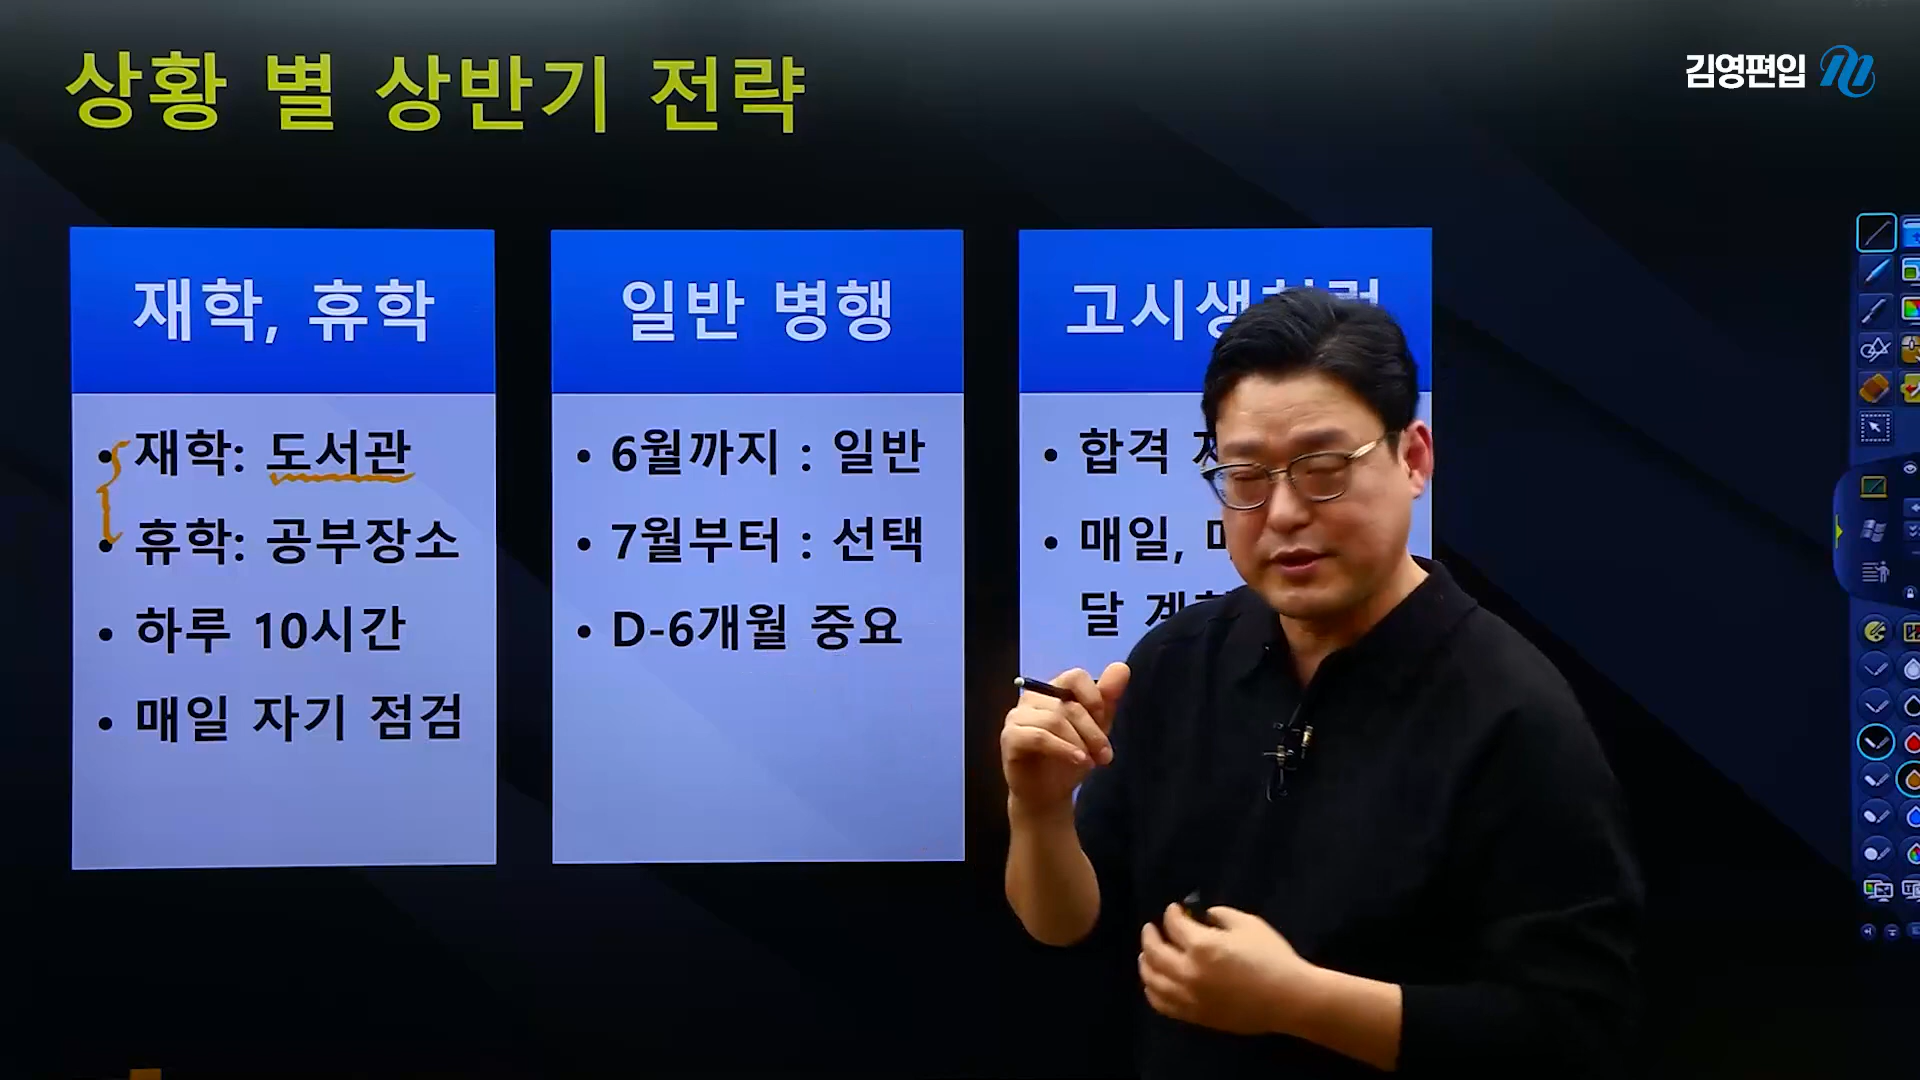 상황 별 상반기 전략
김영편입
재학, 휴학
재학: 도서관
휴학: 공부장소
하루 10시간
매일 자기 점검
일반 병행
6월까지 : 일반
7월부터 : 선택
D-6개월 중요
합격
매일,
달